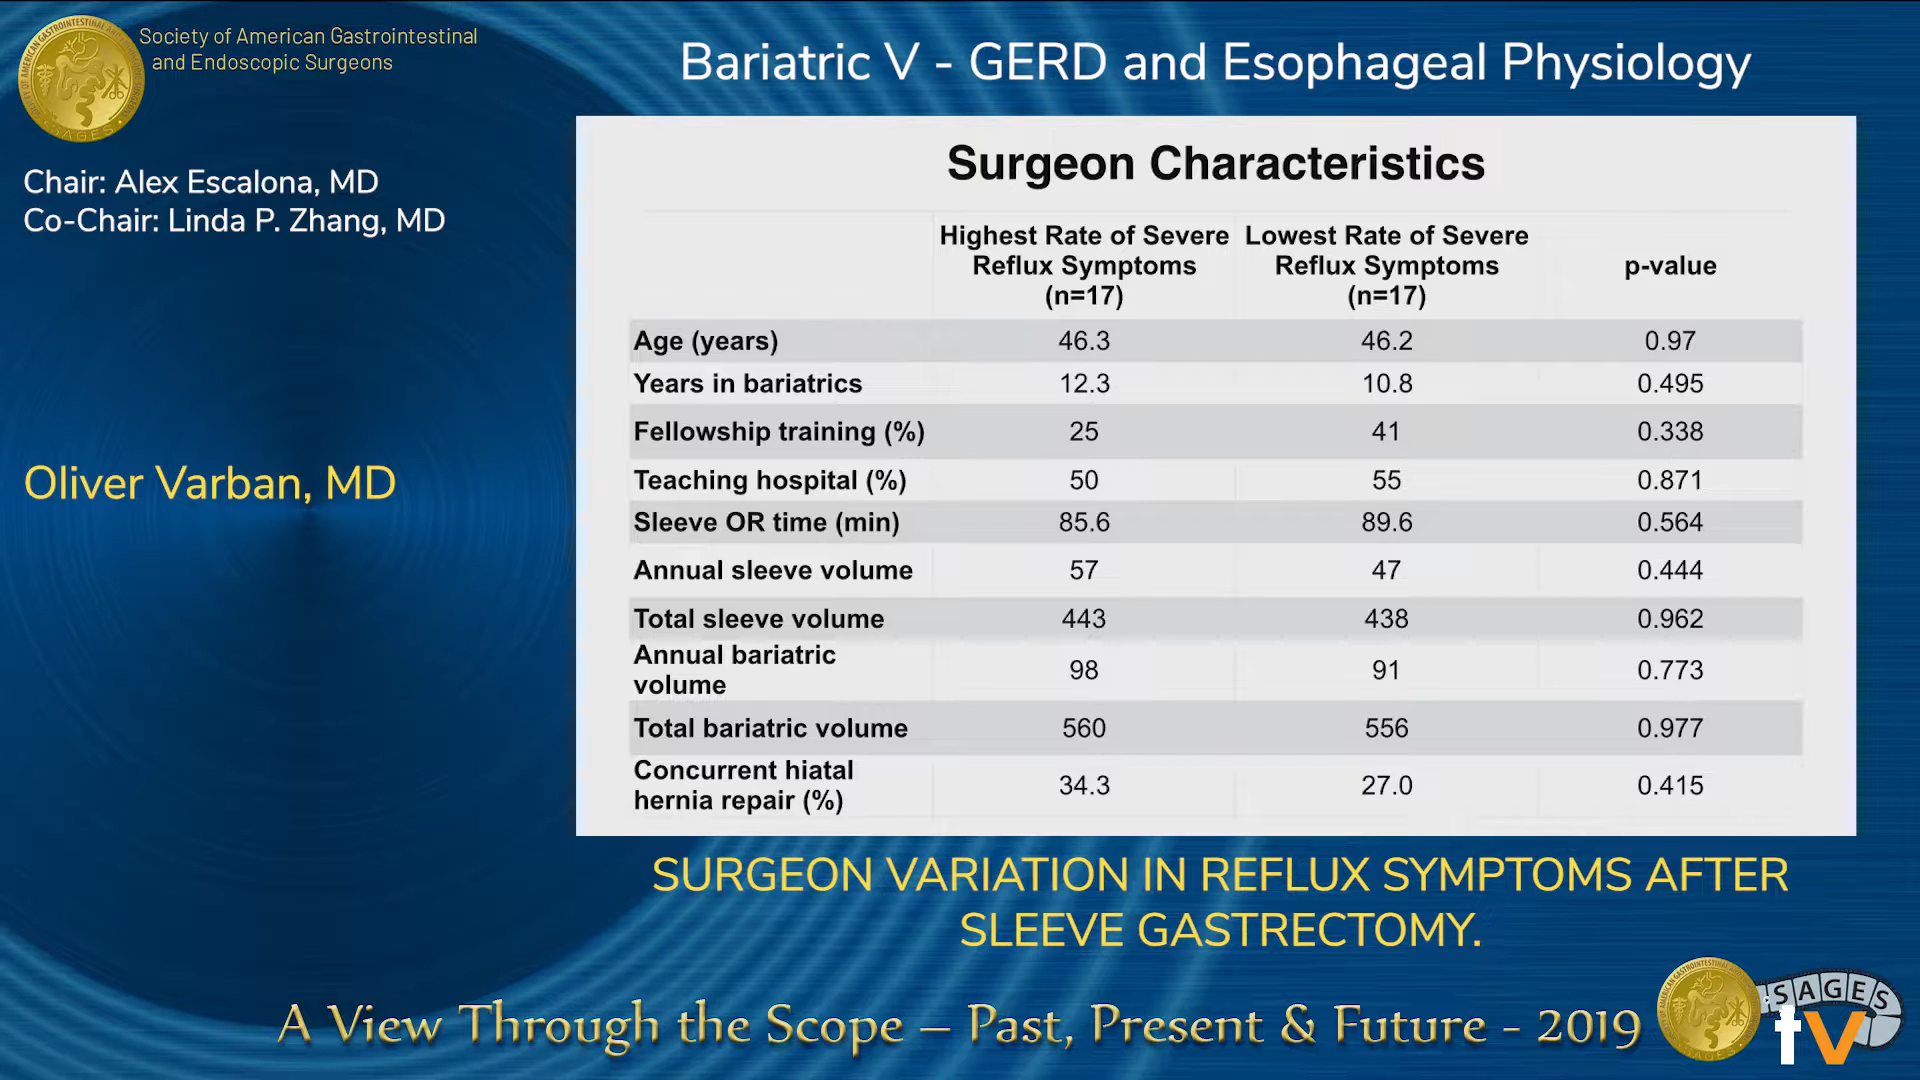 Society of American Gastrointestinal
and Endoscopic Surgeons
Bariatric V - GERD and Esophageal Physiology
Chair: Alex Escalona, MD
Co-Chair: Linda P. Zhang, MD
Oliver Varban, MD
Surgeon Characteristics
Highest Rate of Severe Reflux Symptoms (n=17) Lowest Rate of Severe Reflux Symptoms (n=17) p-value
Age (years) 46.3 46.2 0.97
Years in bariatrics 12.3 10.8 0.495
Fellowship training (%) 25 41 0.338
Teaching hospital (%) 50 55 0.871
Sleeve OR time (min) 85.6 89.6 0.564
Annual sleeve volume 57 47 0.444
Total sleeve volume 443 438 0.962
Annual bariatric volume 98 91 0.773
Total bariatric volume 560 556 0.977
Concurrent hiatal hernia repair (%) 34.3 27.0 0.415
SURGEON VARIATION IN REFLUX SYMPTOMS AFTER
SLEEVE GASTRECTOMY.
A View Through the Scope – Past, Present & Future - 2019
SAGES
tv